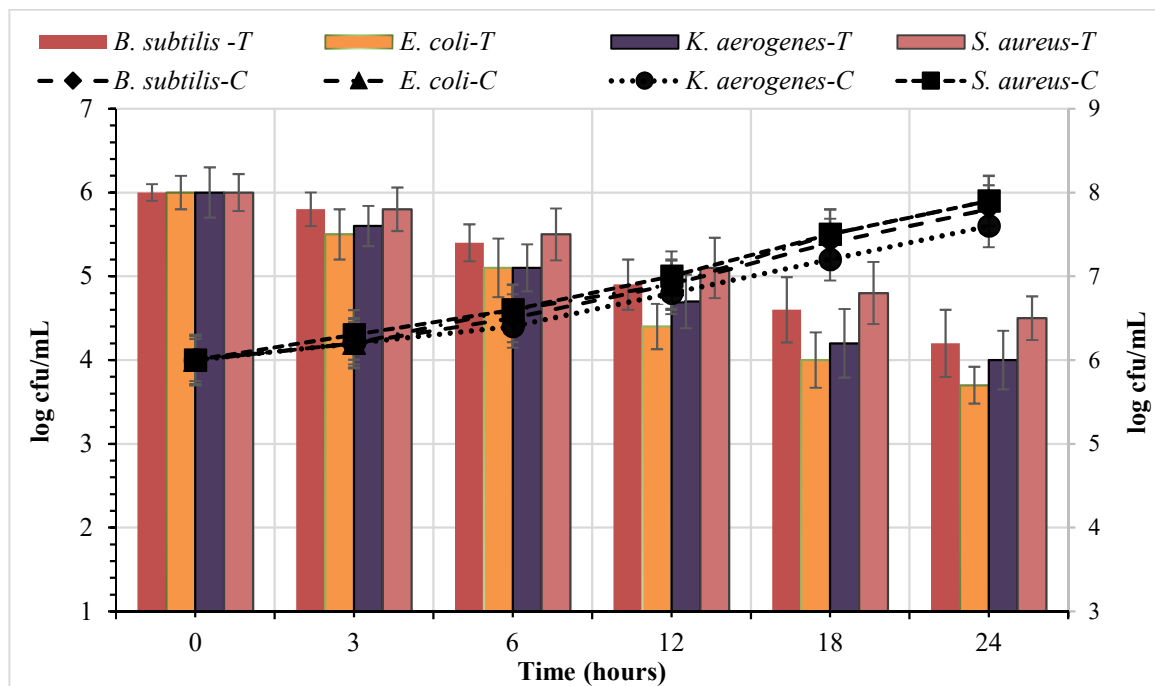 B. subtilis -T E. coli-T K. aerogenes-T S. aureus-T
B. subtilis-C E. coli-C K. aerogenes-C S. aureus-C
7 9
6 8
5 7
4 6
3 5
2 4
1 3
log cfu/mL
log cfu/mL
0 3 6 12 18 24
Time (hours)